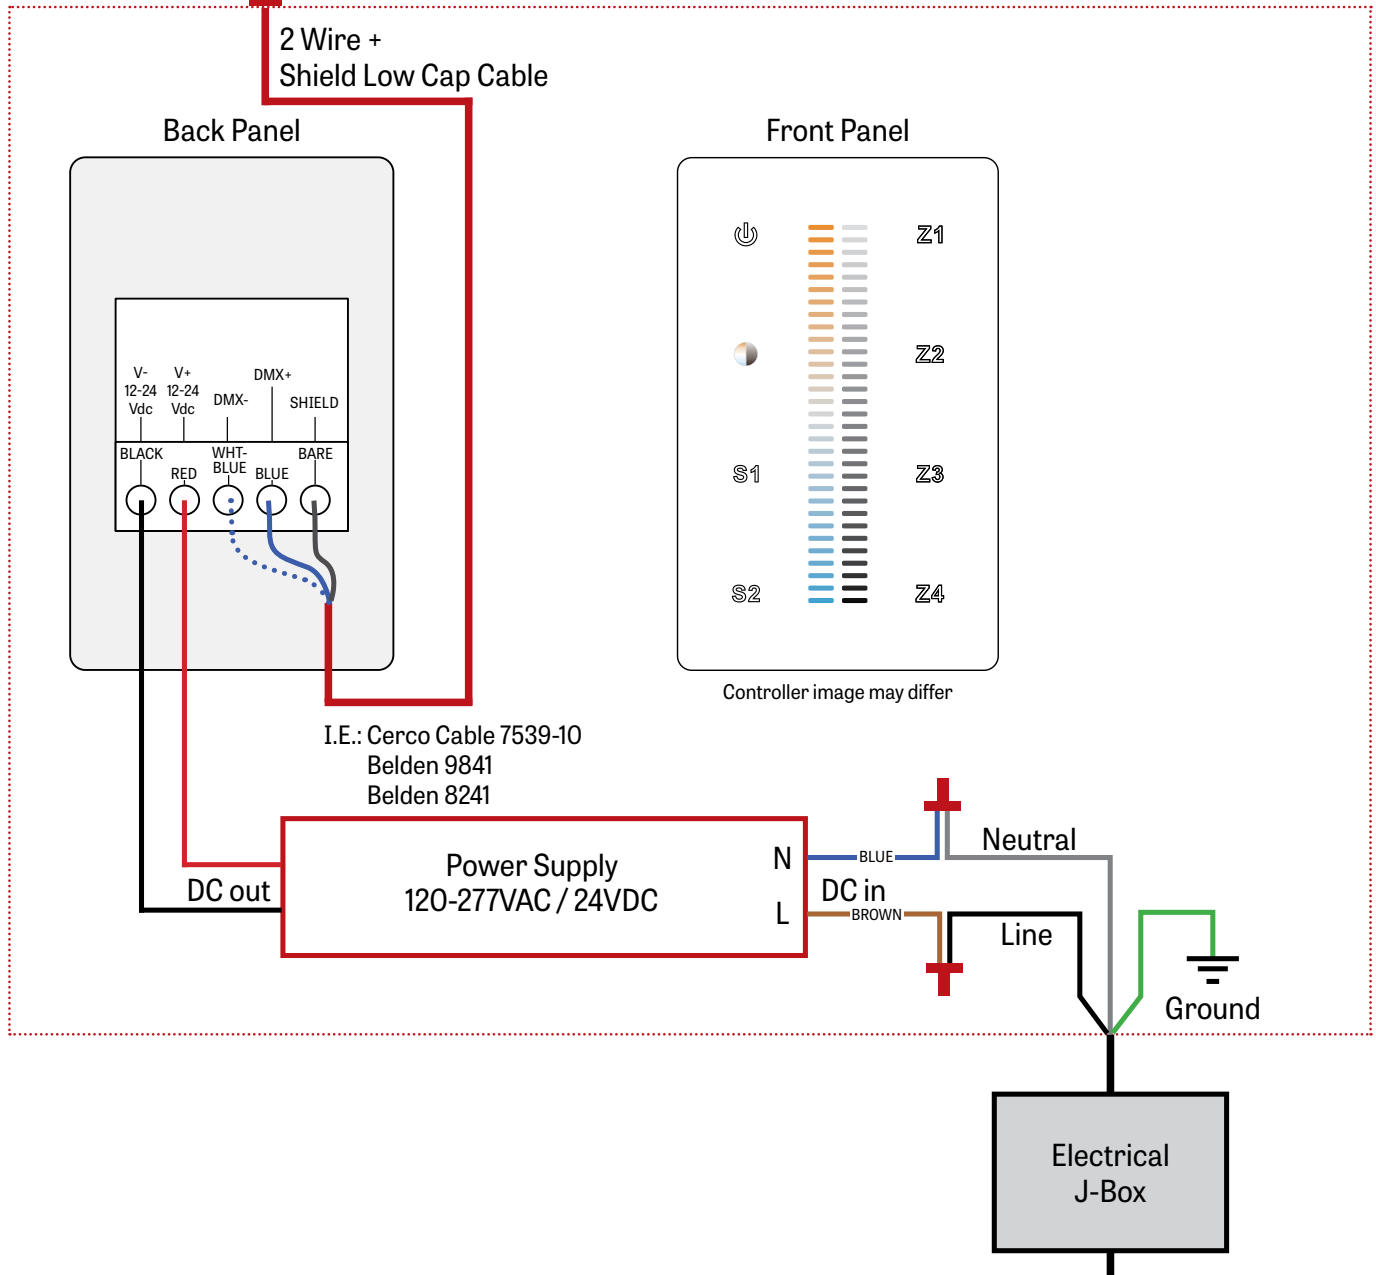 2 Wire +
Shield Low Cap Cable
Back Panel
Front Panel
V-
12-24
Vdc
V+
12-24
Vdc
DMX-
DMX+
SHIELD
BLACK
RED
WHT-
BLUE
BLUE
BARE
Z1
Z2
S1
Z3
S2
Z4
Controller image may differ
I.E.: Cerco Cable 7539-10
Belden 9841
Belden 8241
DC out
Power Supply
120-277VAC / 24VDC
N
L
BLUE
DC in
BROWN
Neutral
Line
Ground
Electrical
J-Box